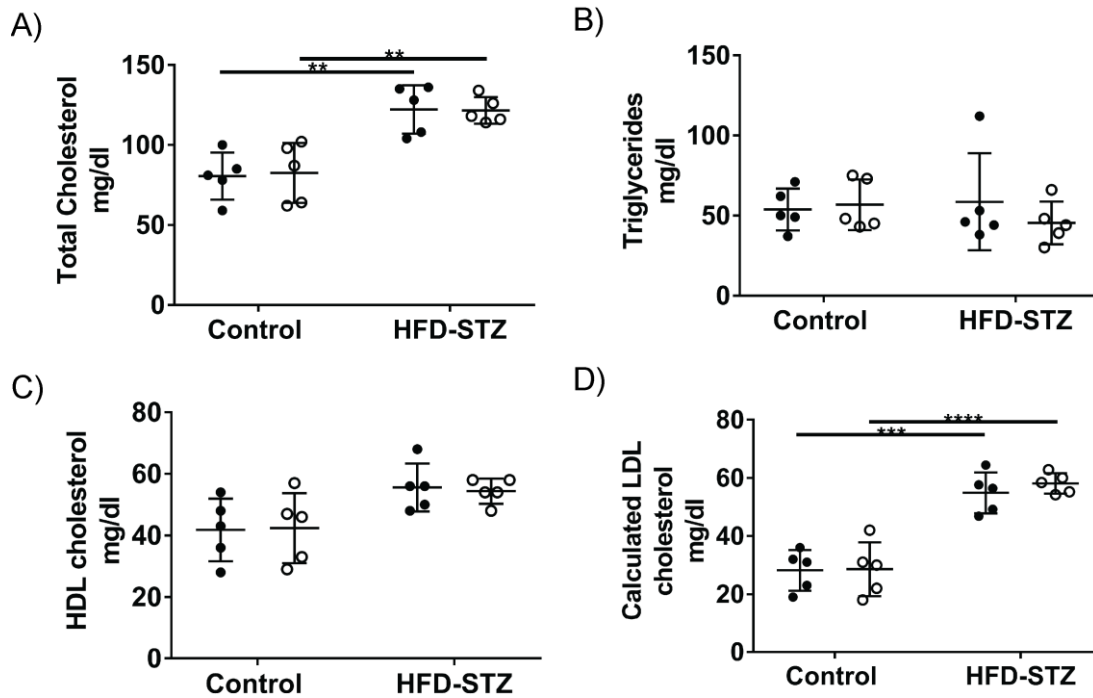 A)
Total Cholesterol
mg/dl
150
100
50
0
**
**
Control
HFD-STZ
B)
Triglycerides
mg/dl
150
100
50
0
Control
HFD-STZ
C)
HDL cholesterol
mg/dl
80
60
40
20
0
Control
HFD-STZ
D)
Calculated LDL
cholesterol
mg/dl
80
60
40
20
0
****
***
Control
HFD-STZ